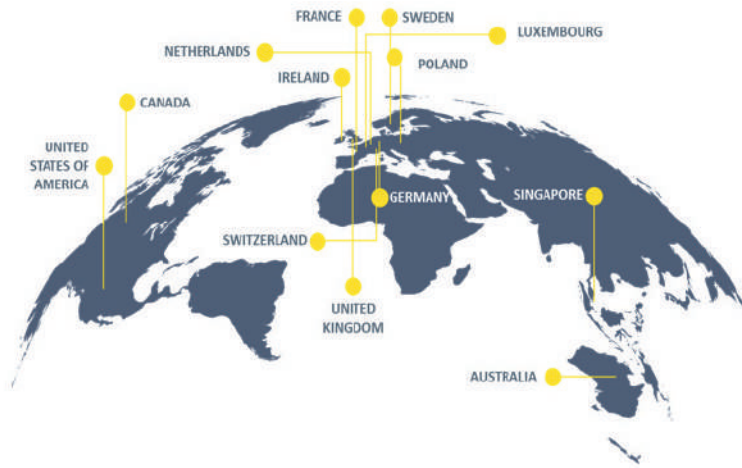 FRANCE
SWEDEN
LUXEMBOURG
NETHERLANDS
POLAND
IRELAND
CANADA
UNITED
STATES OF
AMERICA
GERMANY
SINGAPORE
SWITZERLAND
UNITED
KINGDOM
AUSTRALIA